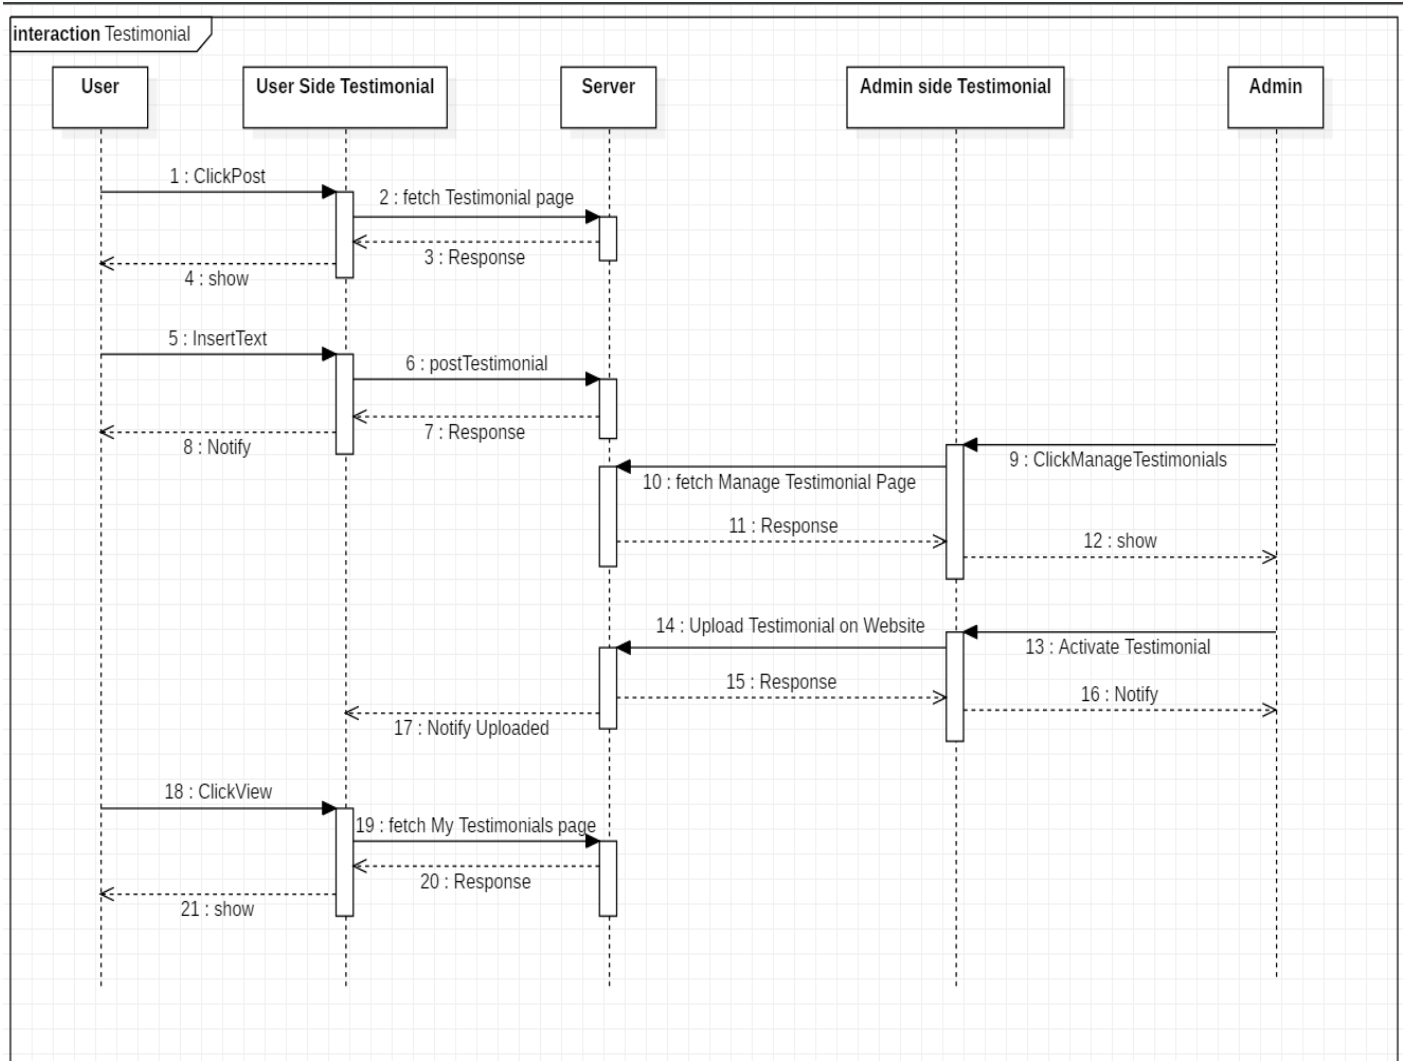 interaction Testimonial
User
User Side Testimonial
Server
Admin side Testimonial
Admin
1 : ClickPost
2 : fetch Testimonial page
3 : Response
4 : show
5 : InsertText
6 : postTestimonial
7 : Response
8 : Notify
9 : ClickManageTestimonials
10 : fetch Manage Testimonial Page
11 : Response
12 : show
14 : Upload Testimonial on Website
13 : Activate Testimonial
15 : Response
16 : Notify
17 : Notify Uploaded
18 : ClickView
19 : fetch My Testimonials page
20 : Response
21 : show